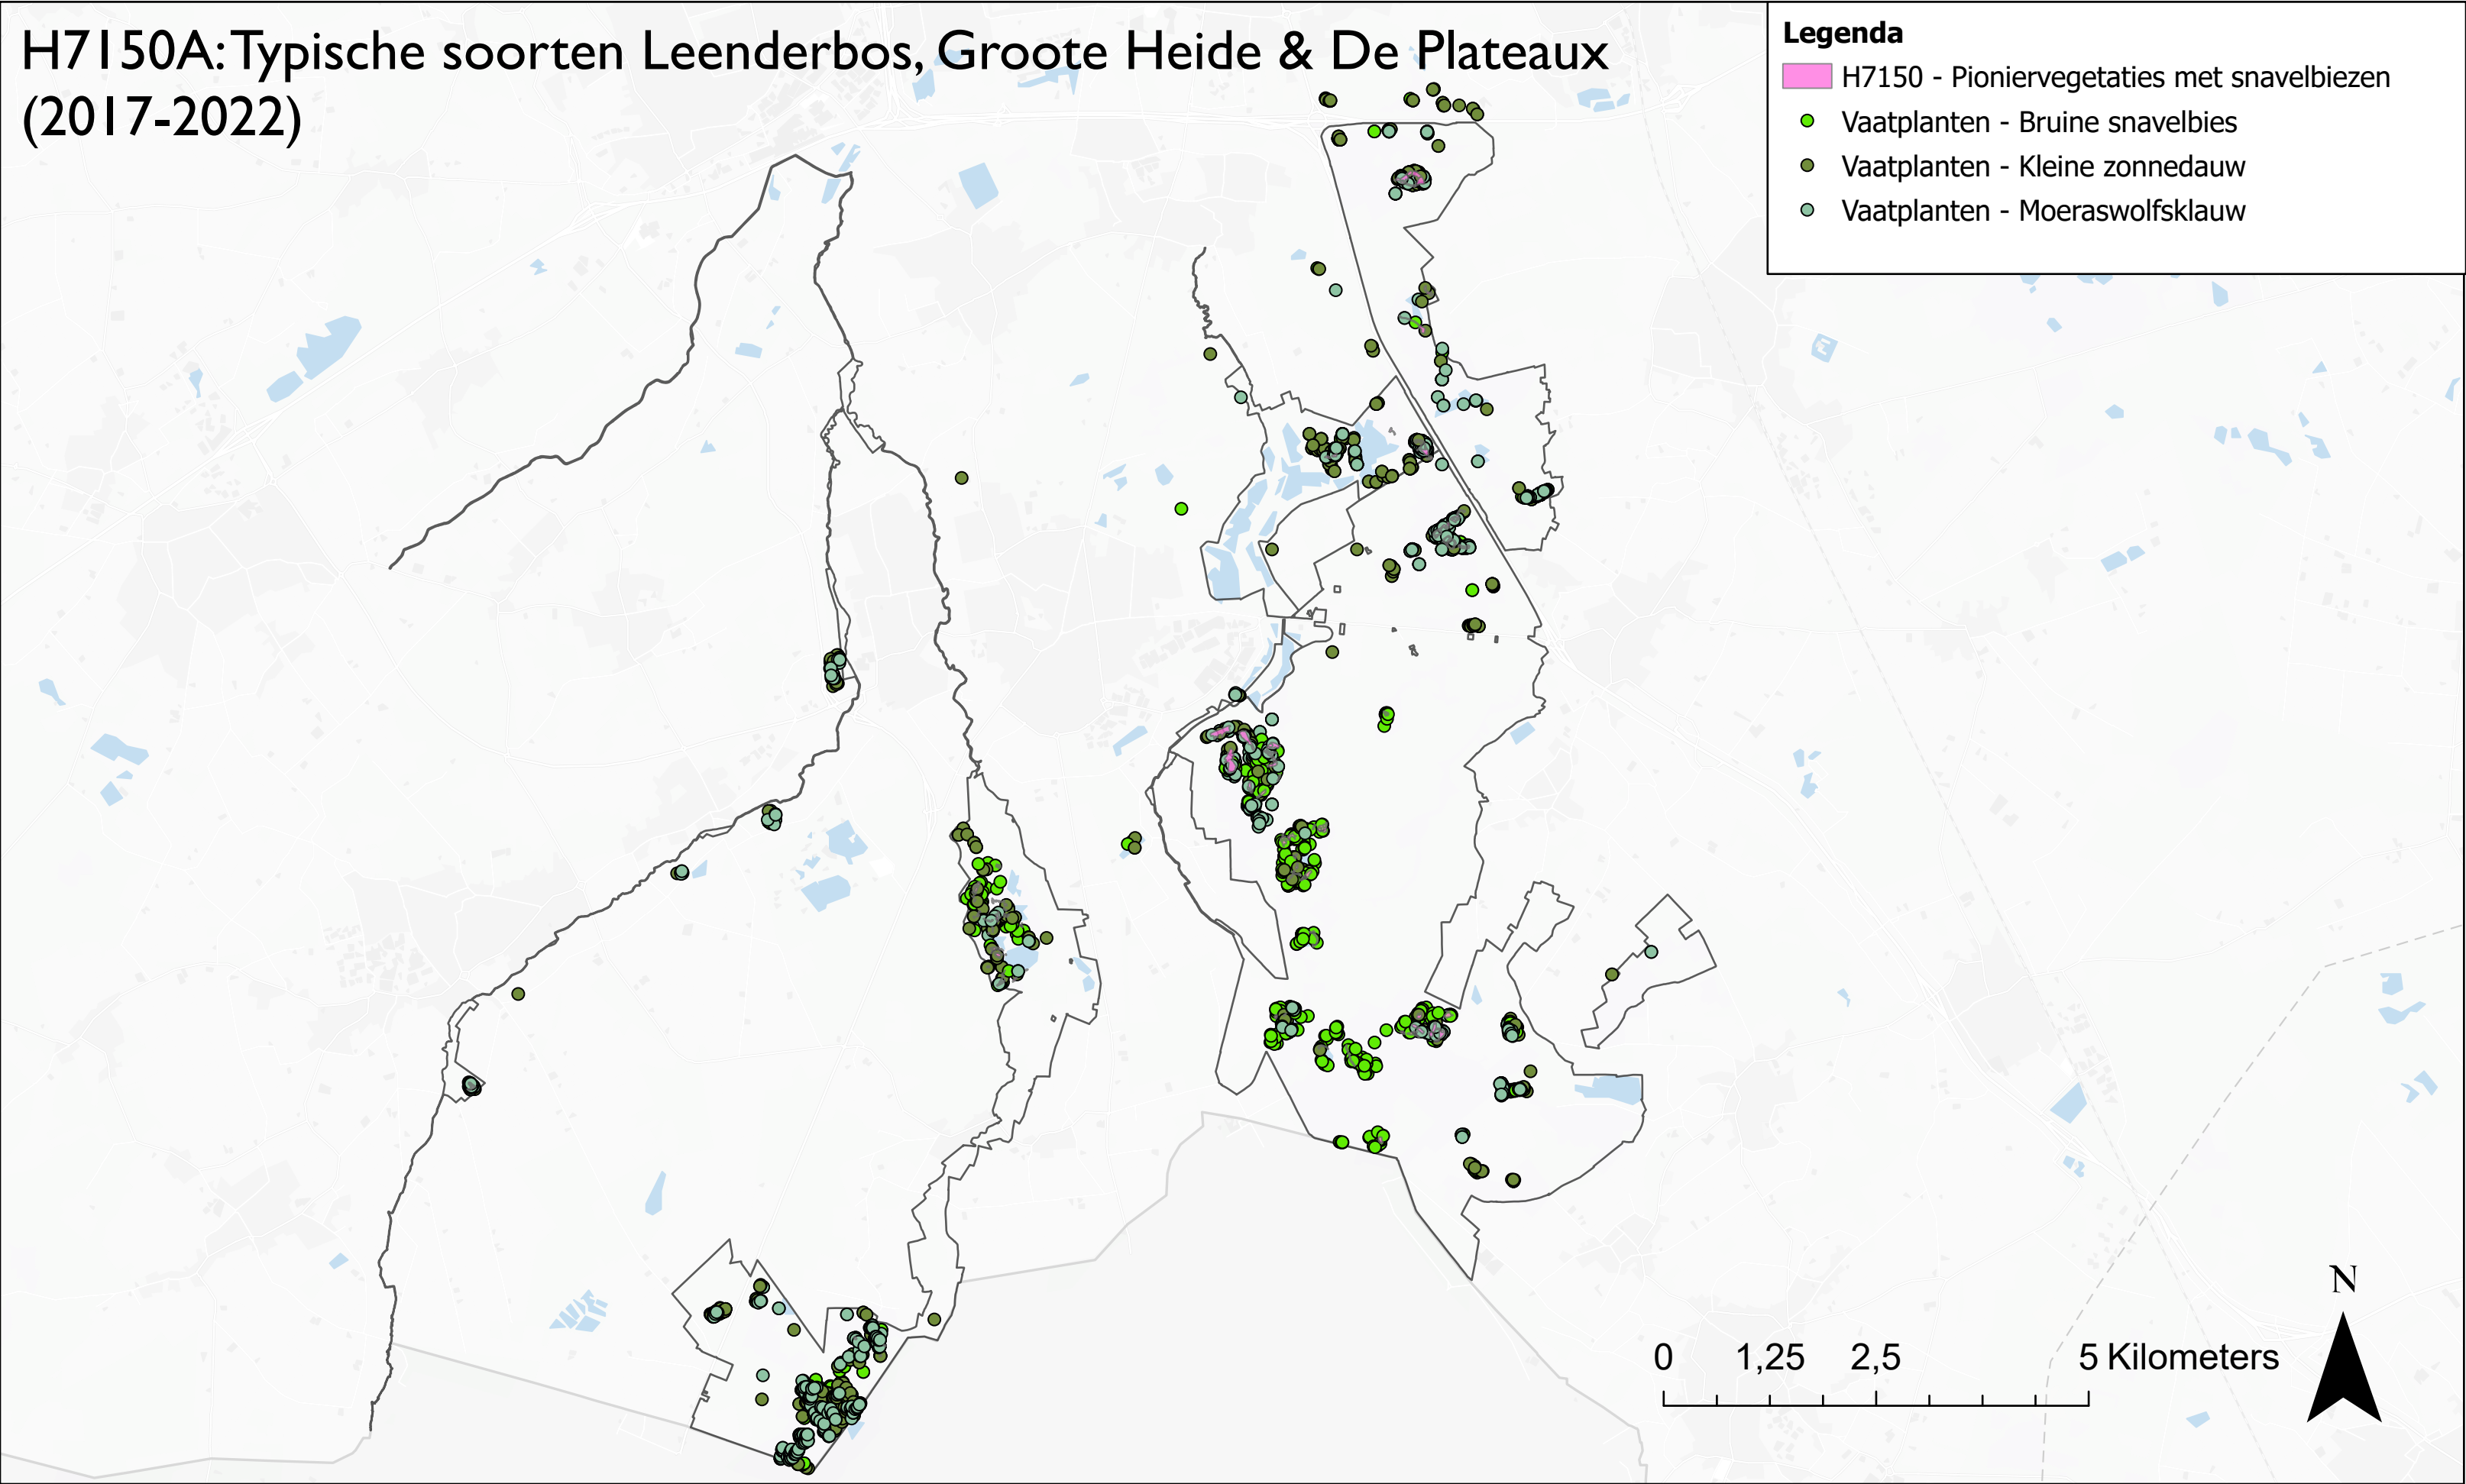 H7150A: Typische soorten Leenderbos, Groote Heide & De Plateaux
(2017-2022)
Legenda
H7150 - Pioniervegetaties met snavelbiezen
Vaatplanten - Bruine snavelbies
Vaatplanten - Kleine zonnedauw
Vaatplanten - Moeraswolfsklauw
N
0 1,25 2,5 5 Kilometers